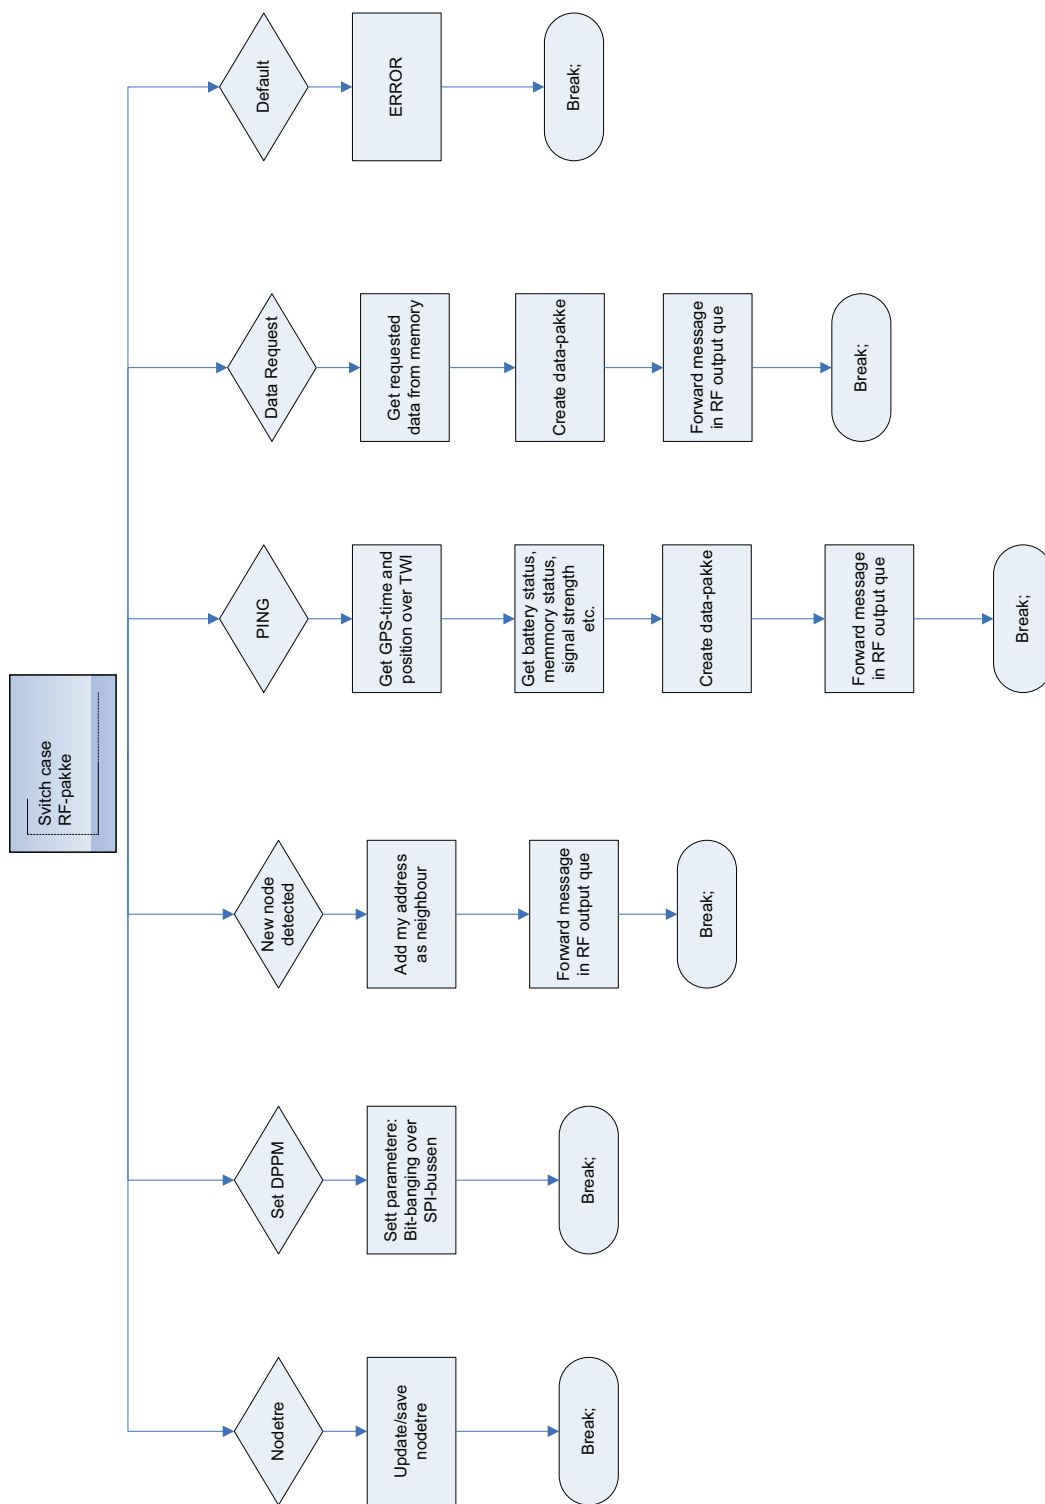 Svitch case
RF-pakke
Nodetre
Update/save
nodetre
Break;
Set DPPM
Sett parametere:
Bit-banging over
SPI-bussen
Break;
New node
detected
Add my address
as neighbour
Forward message
in RF output que
Break;
PING
Get GPS-time and
position over TWI
Get battery status,
memmory status,
signal strength
etc.
Create data-pakke
Forward message
in RF output que
Break;
Data Request
Get requested
data from memory
Create data-pakke
Forward message
in RF output que
Break;
Default
ERROR
Break;